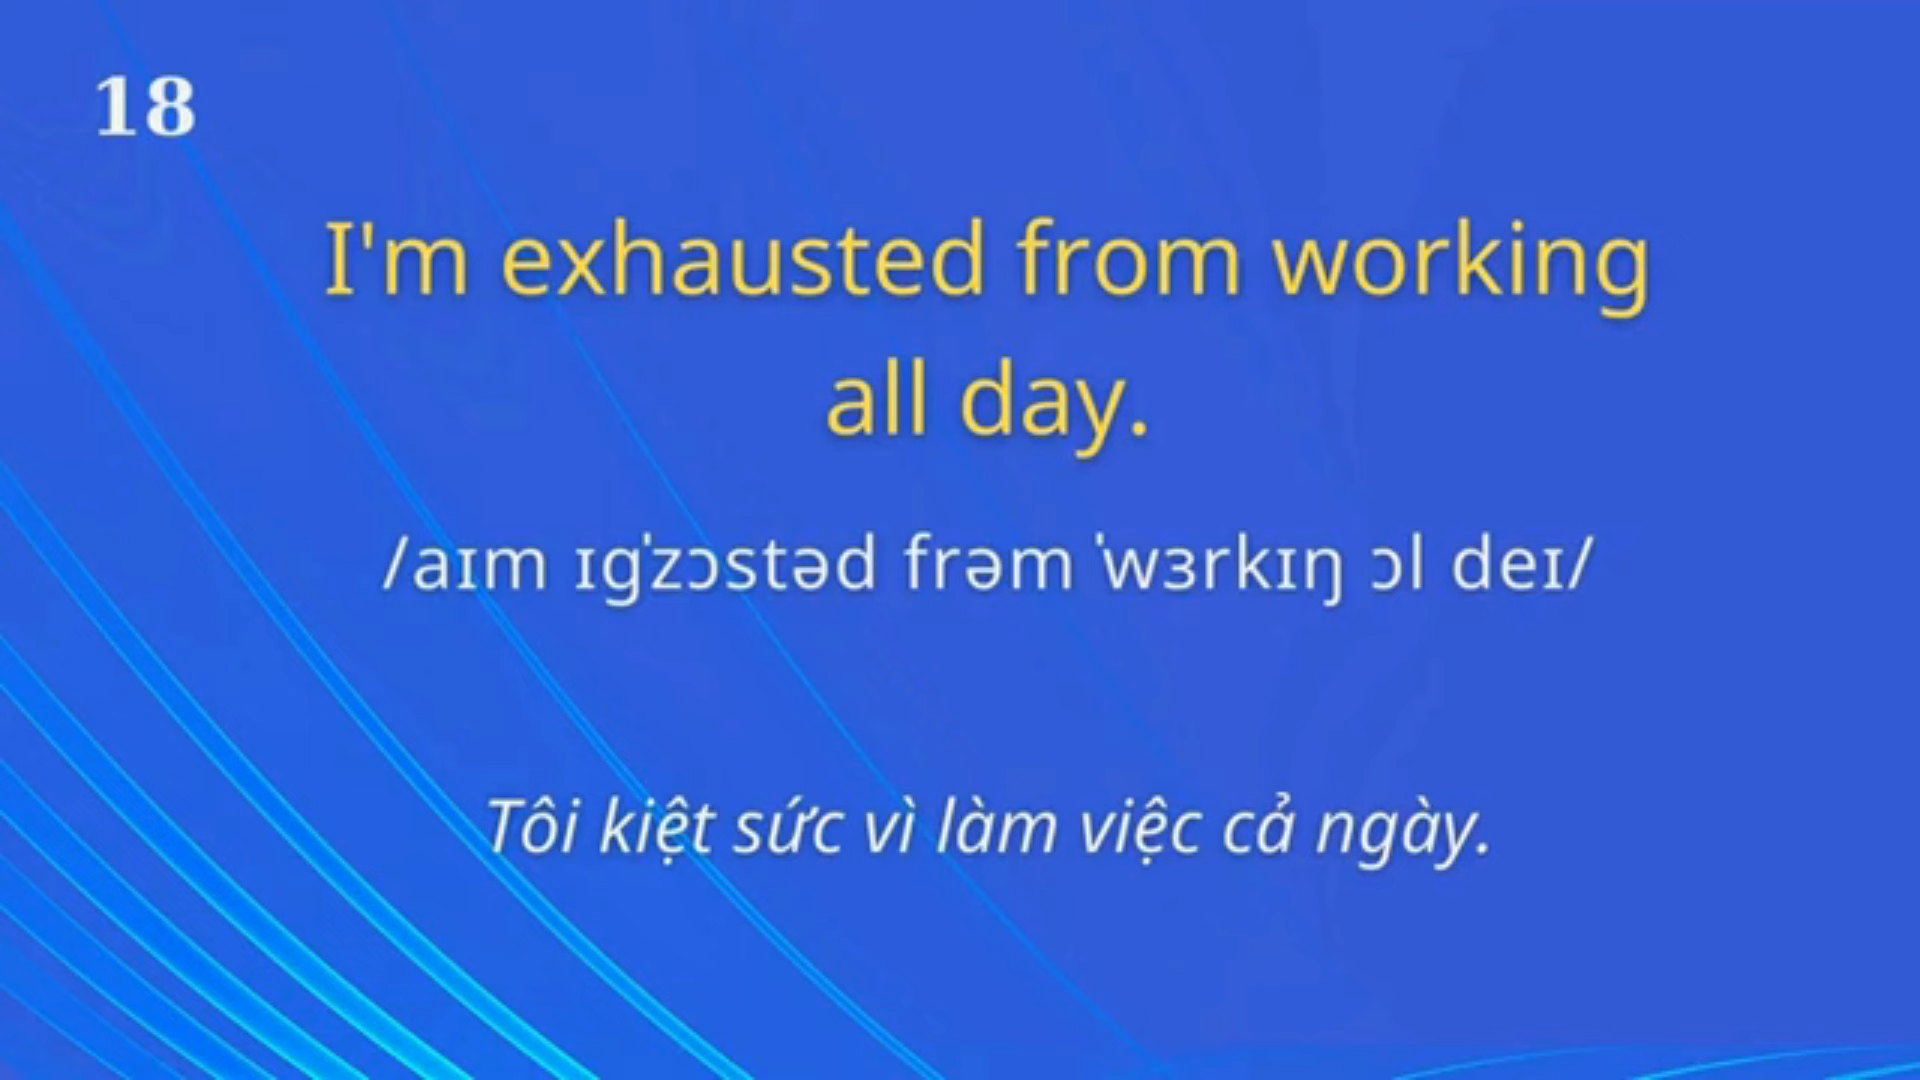 18
I'm exhausted from working
all day.
/aɪm ɪgˈzɔstəd frəm ˈwɜrkɪŋ ɔl deɪ/
Tôi kiệt sức vì làm việc cả ngày.